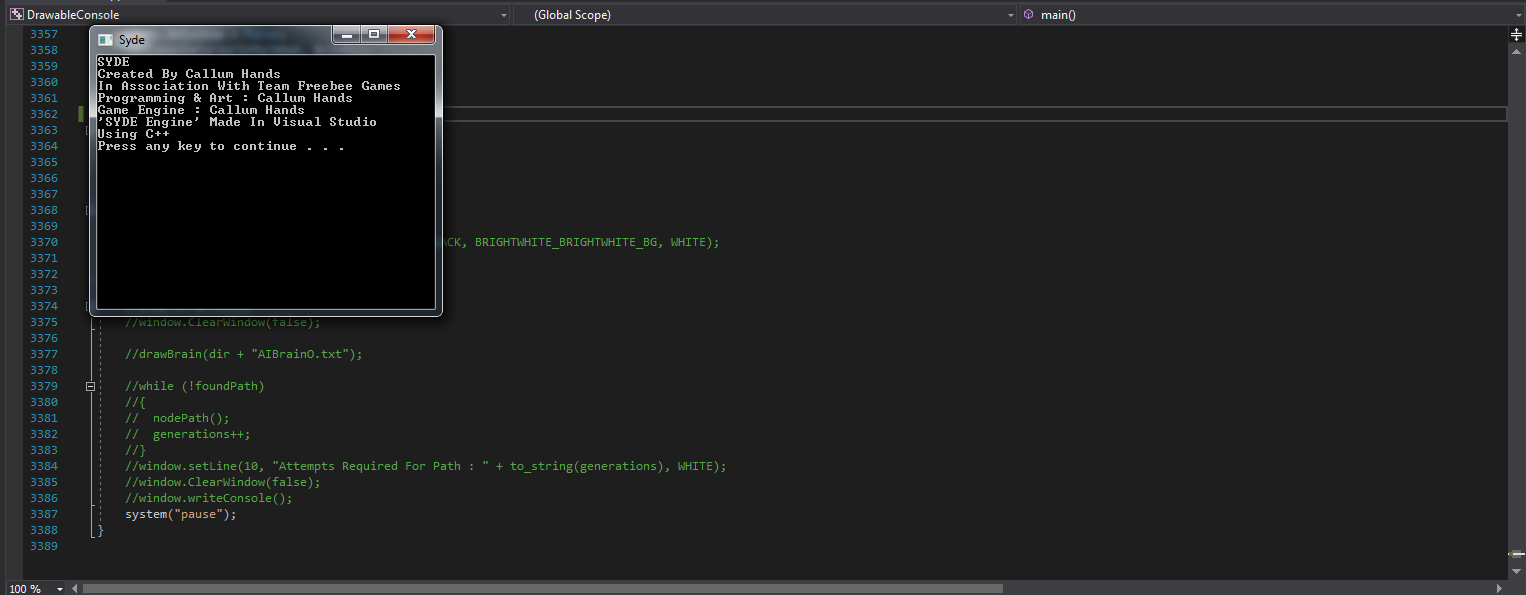 DrawableConsole
(Global Scope)
main()
Syde
SYDE
Created By Callum Hands
In Association With Team Freebee Games
Programming & Art : Callum Hands
Game Engine : Callum Hands
'SYDE Engine' Made In Visual Studio
Using C++
Press any key to continue . . .
3357
3358
3359
3360
3361
3362
3363
3364
3365
3366
3367
3368
3369
3370 ACK, BRIGHTWHITE_BRIGHTWHITE_BG, WHITE);
3371
3372
3373
3374
3375 //window.ClearWindow(false);
3376
3377 //drawBrain(dir + "AIBrainO.txt");
3378
3379 //while (!foundPath)
3380 //{
3381 // nodePath();
3382 // generations++;
3383 //}
3384 //window.setLine(10, "Attempts Required For Path : " + to_string(generations), WHITE);
3385 //window.ClearWindow(false);
3386 //window.writeConsole();
3387 system("pause");
3388 }
3389
100 %